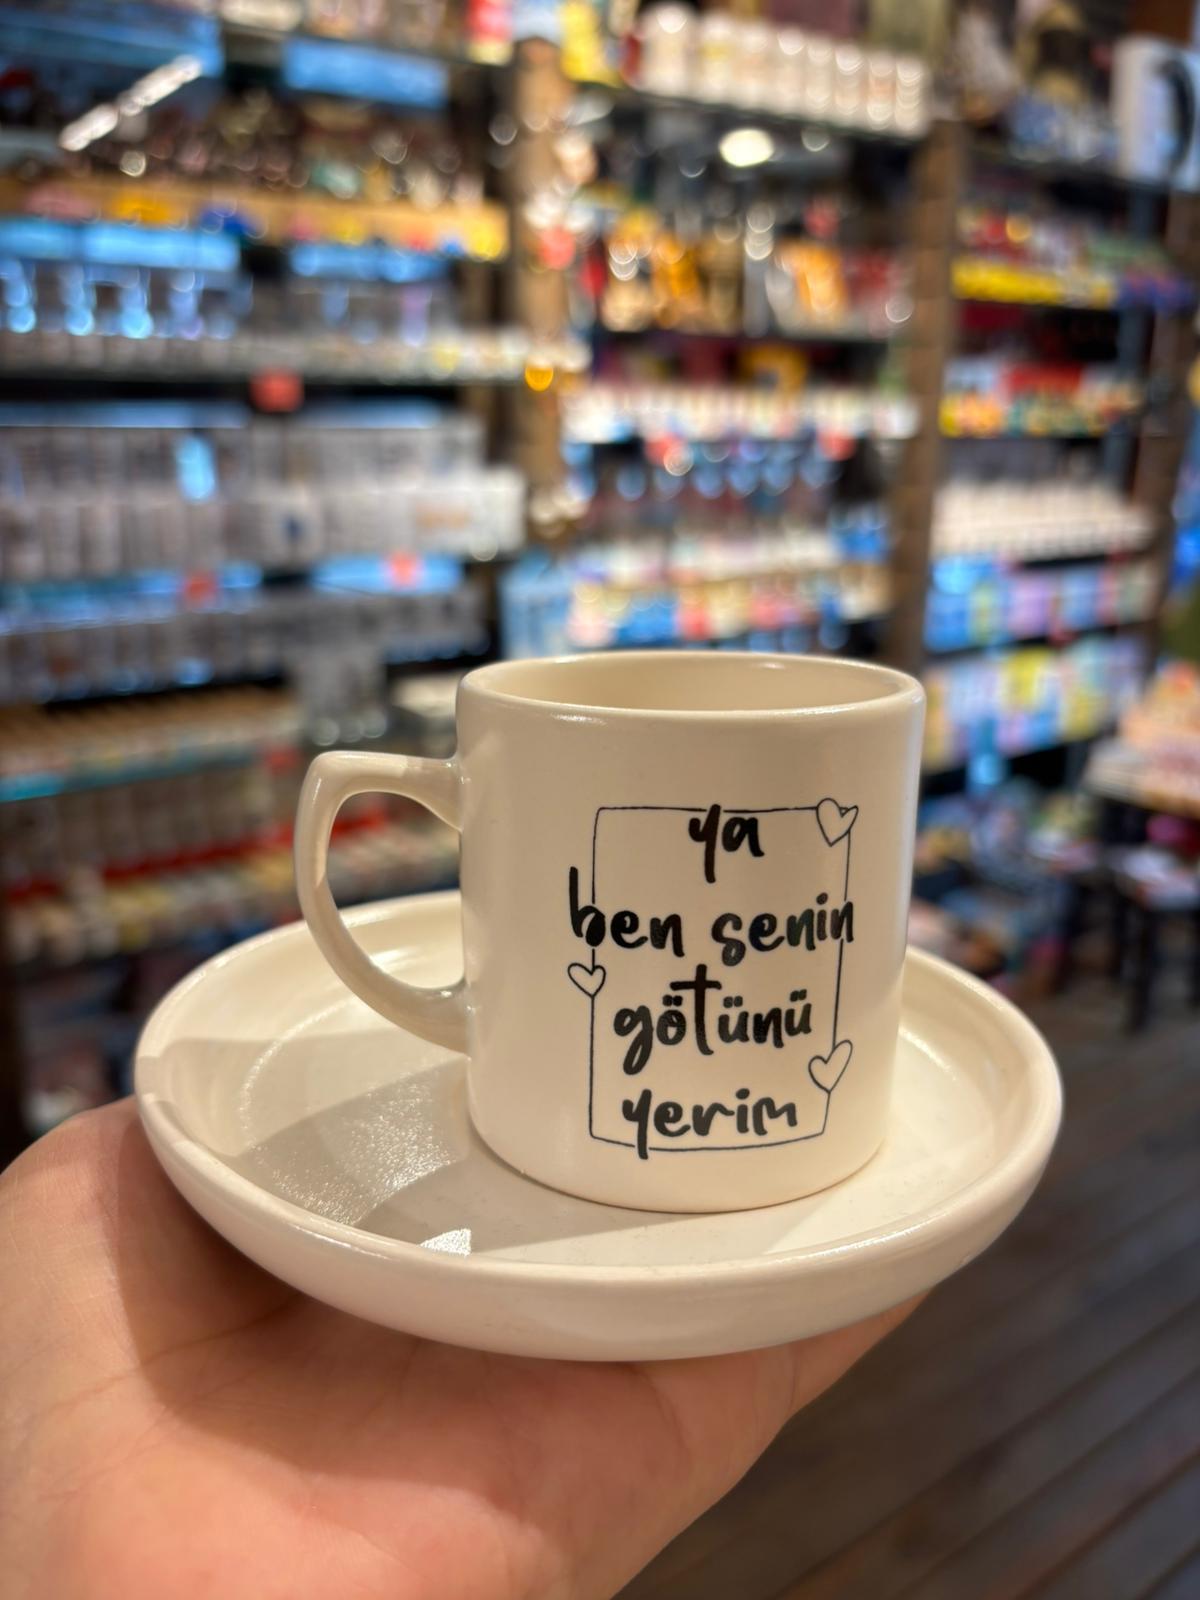 ya
ben senin
götünü
yerim